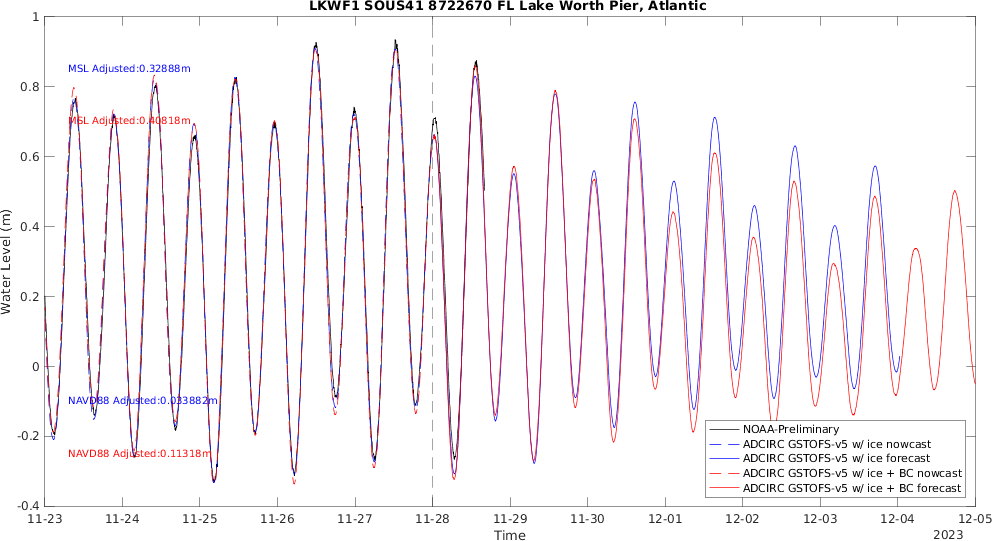 LKWF1 SOUS41 8722670 FL Lake Worth Pier, Atlantic
Water Level (m)
1
0.8
0.6
0.4
0.2
0
-0.2
-0.4
MSL Adjusted:0.32888m
MSL Adjusted:0.40818m
NAVD88 Adjusted:0.033882m
NAVD88 Adjusted:0.11318m
NOAA-Preliminary
ADCIRC GSTOFS-v5 w/ ice nowcast
ADCIRC GSTOFS-v5 w/ ice forecast
ADCIRC GSTOFS-v5 w/ ice + BC nowcast
ADCIRC GSTOFS-v5 w/ ice + BC forecast
11-23 11-24 11-25 11-26 11-27 11-28 11-29 11-30 12-01 12-02 12-03 12-04 12-05
Time
2023